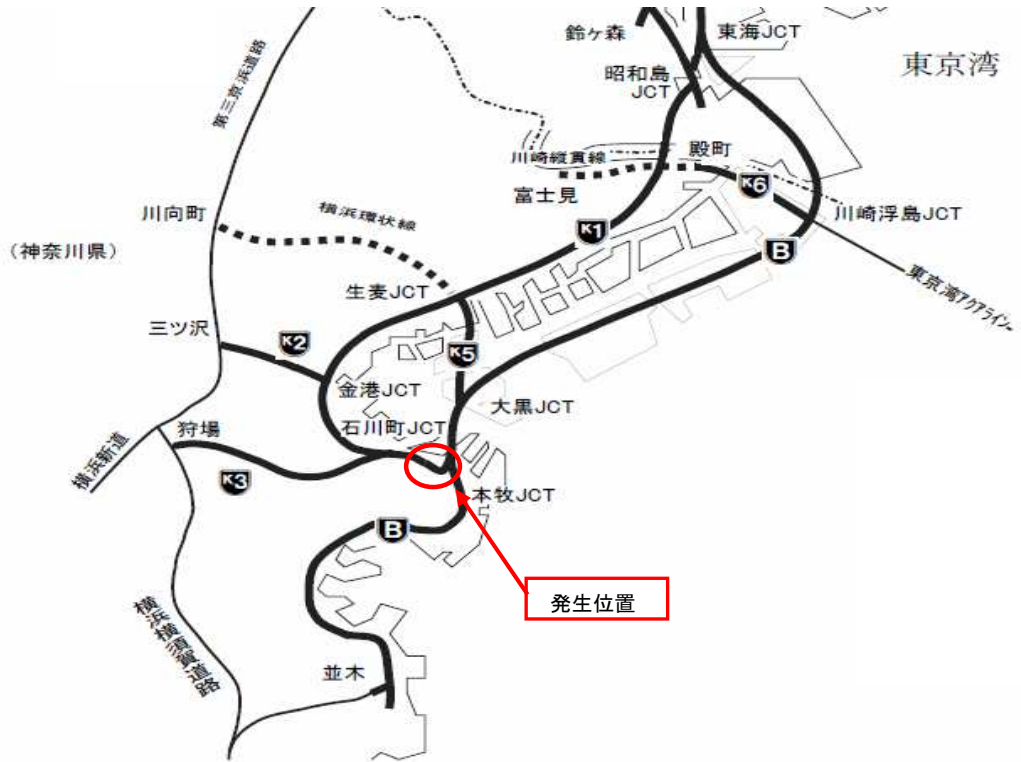 鈴ヶ森
東海JCT
東京湾
昭和島
JCT
第三京浜道路
川崎縦貫線
殿町
富士見
K6
川崎浮島JCT
川向町
横浜環状線
K1
(神奈川県)
B
東京湾アクアライン
生麦JCT
三ツ沢
K2
K5
金港JCT
大黒JCT
石川町JCT
狩場
横浜新道
K3
本牧JCT
B
発生位置
横浜横須賀道路
並木